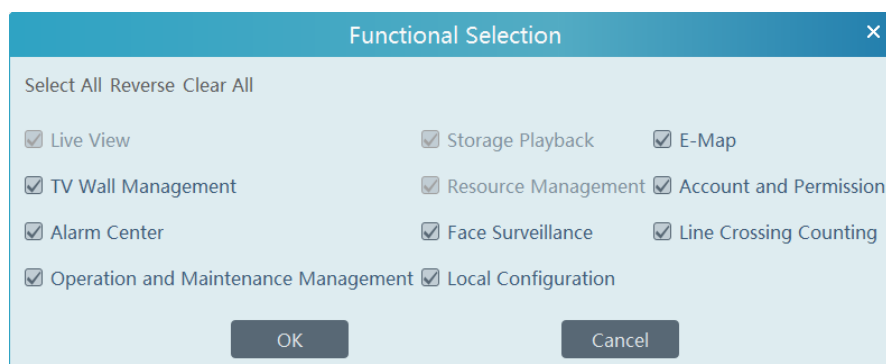 Functional Selection
Select All Reverse Clear All
Live View Storage Playback E-Map
TV Wall Management Resource Management Account and Permission
Alarm Center Face Surveillance Line Crossing Counting
Operation and Maintenance Management Local Configuration
OK Cancel